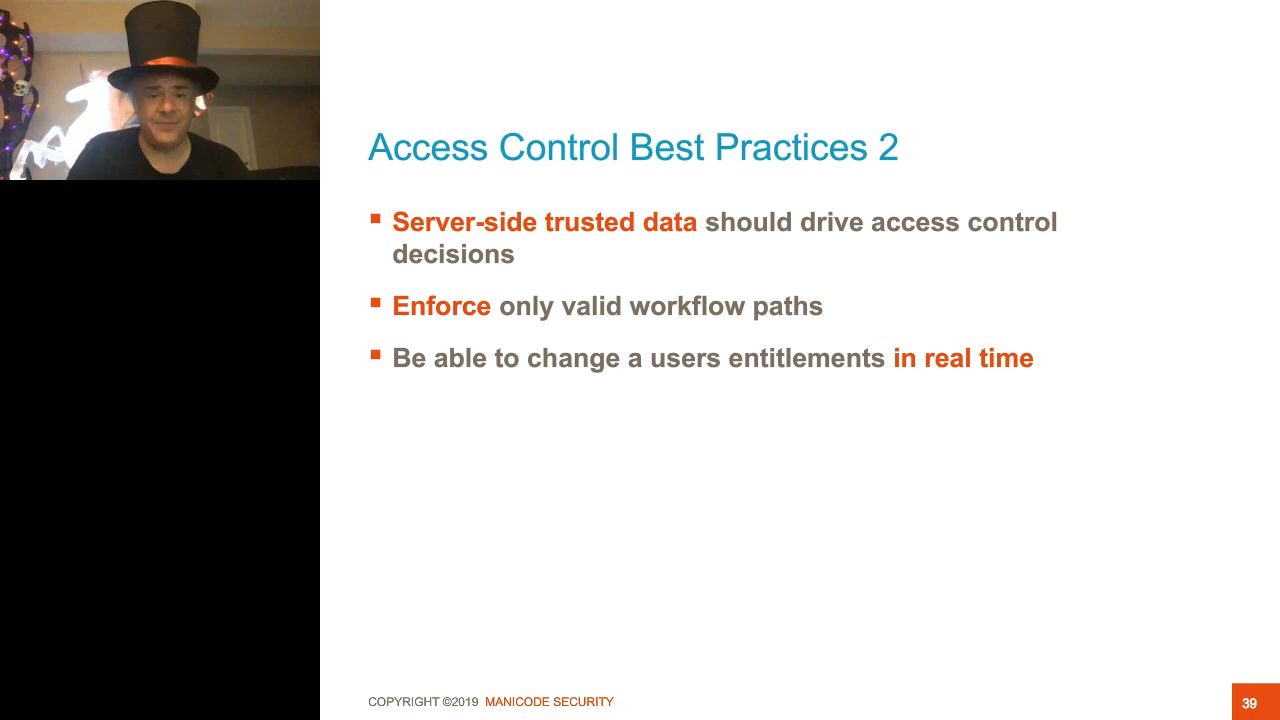 Access Control Best Practices 2
Server-side trusted data should drive access control
decisions
Enforce only valid workflow paths
Be able to change a users entitlements in real time
COPYRIGHT ©2019 MANICODE SECURITY
39